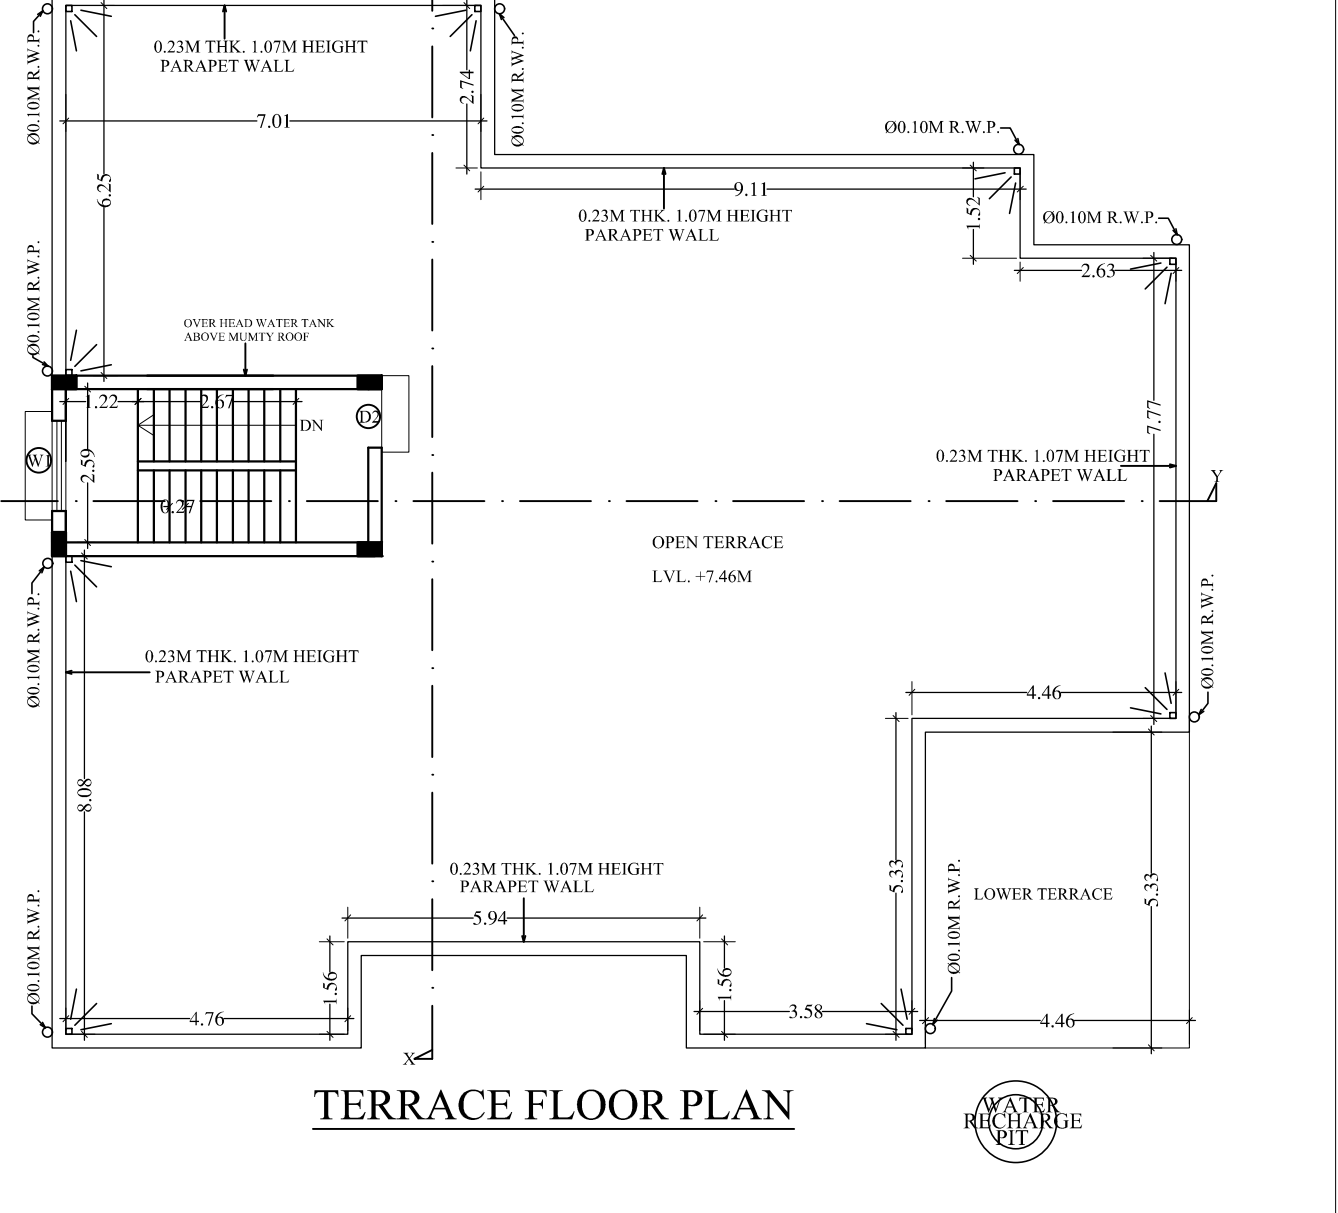 Ø0.10M R.W.P.
0.23M THK. 1.07M HEIGHT
PARAPET WALL
2.74
Ø0.10M R.W.P.
7.01
Ø0.10M R.W.P.
6.25
9.11
0.23M THK. 1.07M HEIGHT
PARAPET WALL
1.52
Ø0.10M R.W.P.
2.63
Ø0.10M R.W.P.
OVER HEAD WATER TANK
ABOVE MUMTY ROOF
1.22
2.67
D2
DN
7.77
W1
2.59
0.23M THK. 1.07M HEIGHT
PARAPET WALL
Y
0.27
OPEN TERRACE
LVL. +7.46M
Ø0.10M R.W.P.
Ø0.10M R.W.P.
0.23M THK. 1.07M HEIGHT
PARAPET WALL
4.46
8.08
0.23M THK. 1.07M HEIGHT
PARAPET WALL
5.33
LOWER TERRACE
5.33
5.94
Ø0.10M R.W.P.
Ø0.10M R.W.P.
1.56
1.56
4.76
3.58
4.46
X
TERRACE FLOOR PLAN
WATER
RECHARGE
PIT